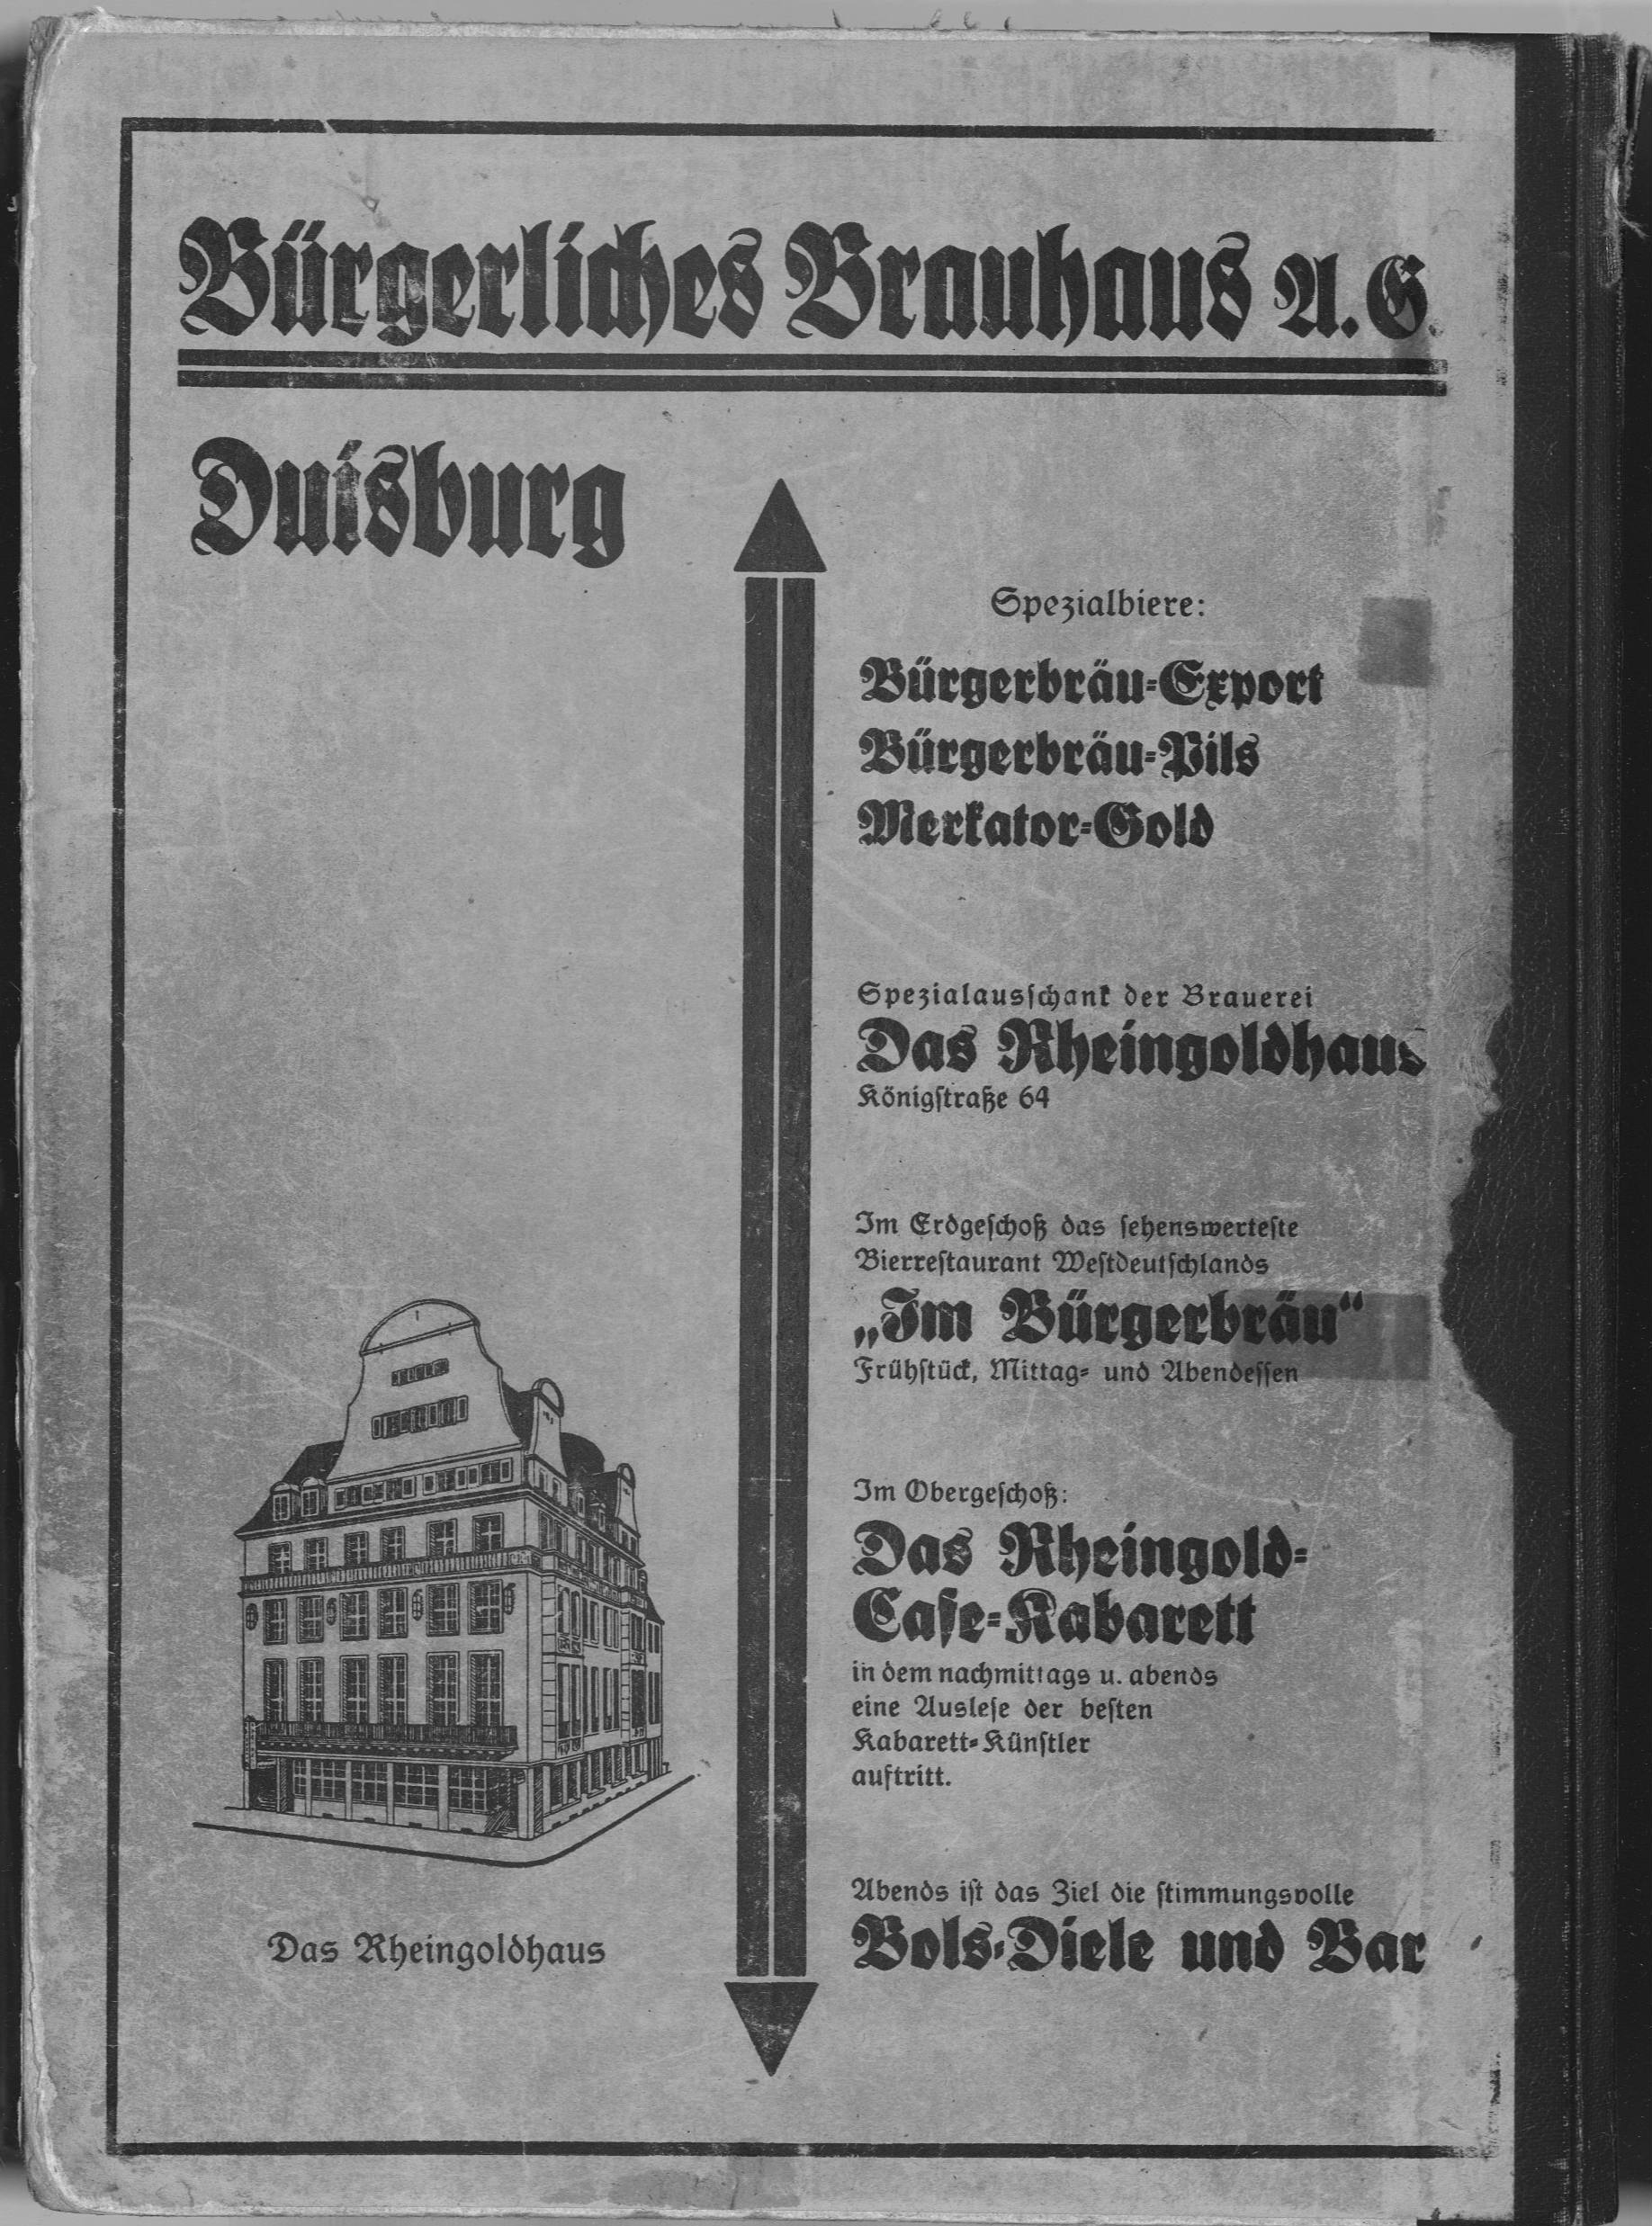 Bürgerliches Brauhaus A.G.
Duisburg
Spezialbiere:
Bürgerbräu-Export
Bürgerbräu-Pils
Merkator-Gold
Spezialausschank der Brauerei
Das Rheingoldhaus
Königstraße 64
Im Erdgeschoß das sehenswerteste
Bierrestaurant Westdeutschlands
„Im Bürgerbräu“
Frühstück, Mittag- und Abendessen
Im Obergeschoß:
Das Rheingold-
Cafe-Kabarett
in dem nachmittags u. abends
eine Auslese der besten
Kabarett-Künstler
auftritt.
Abends ist das Ziel die stimmungsvolle
Bols-Diele und Bar
Das Rheingoldhaus